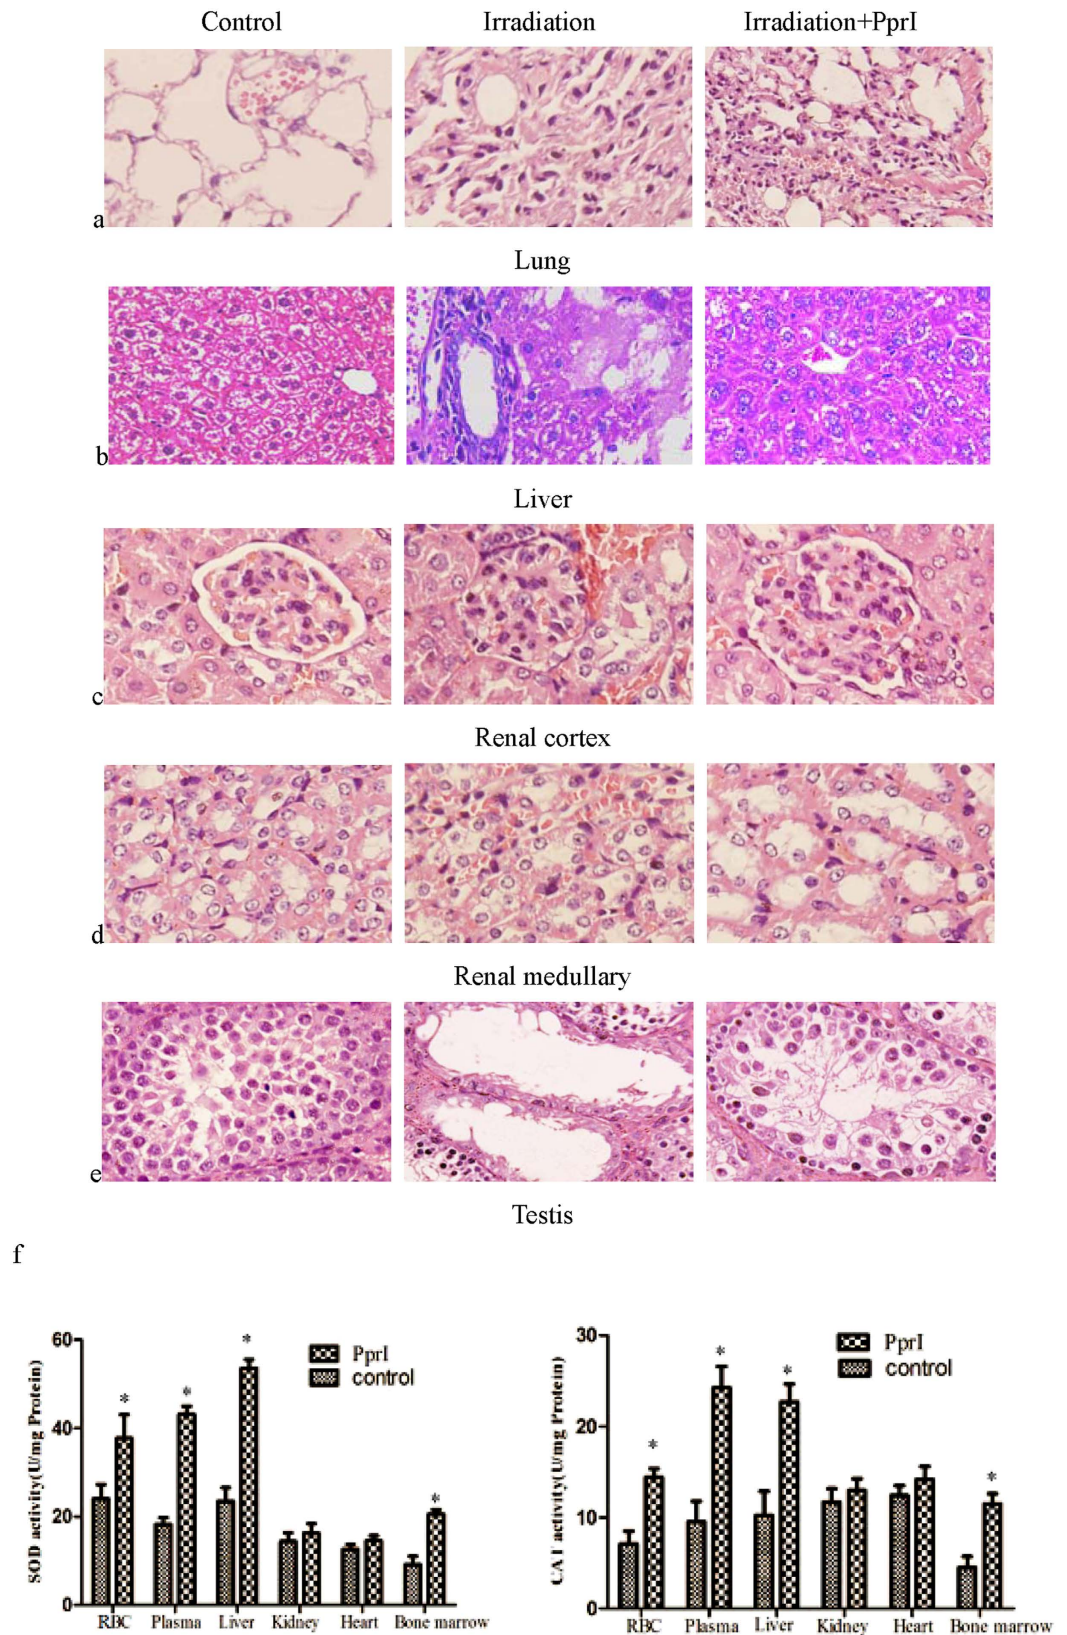 Control Irradiation Irradiation+PprI
a
Lung
b
Liver
c
Renal cortex
d
Renal medullary
e
Testis
f
SOD activity(U/mg Protein)
60
40
20
0
PprI
control
* * * *
RBC Plasma Liver Kidney Heart Bone marrow
CAT activity(U/mg Protein)
30
20
10
0
PprI
control
* * * *
RBC Plasma Liver Kidney Heart Bone marrow